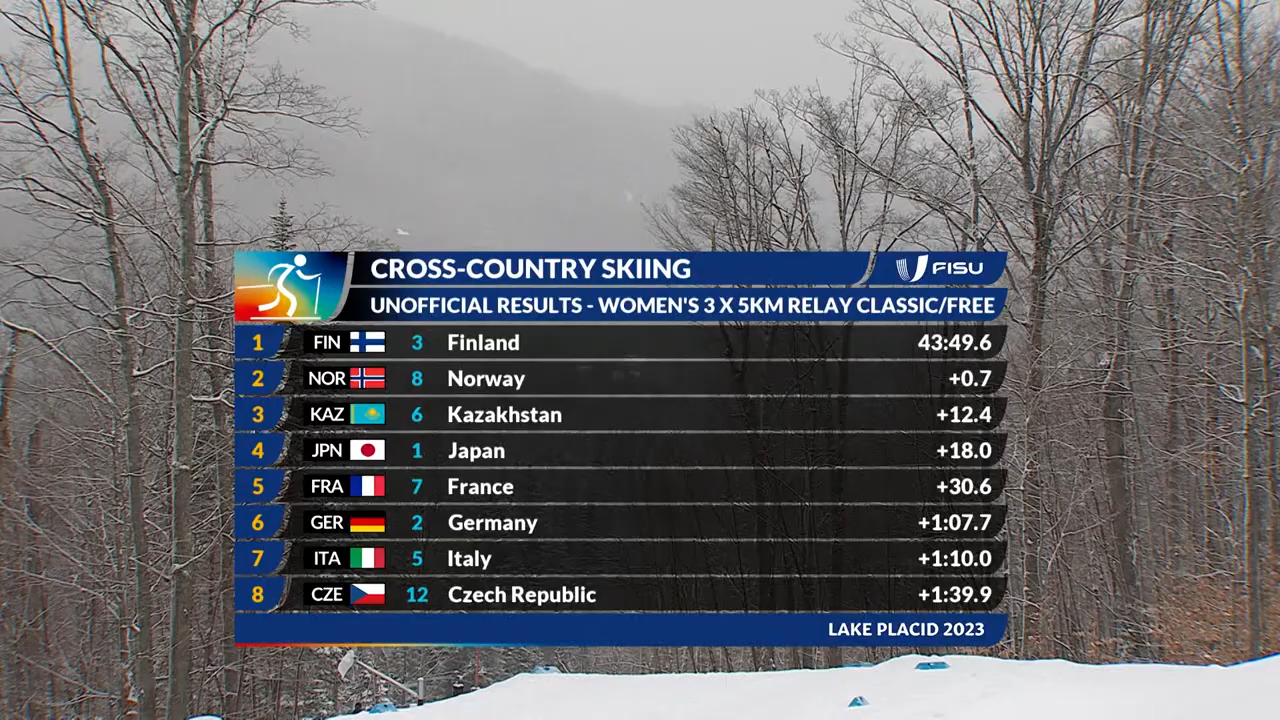 CROSS-COUNTRY SKIING FISU
UNOFFICIAL RESULTS - WOMEN'S 3 X 5KM RELAY CLASSIC/FREE
1 FIN 3 Finland 43:49.6
2 NOR 8 Norway +0.7
3 KAZ 6 Kazakhstan +12.4
4 JPN 1 Japan +18.0
5 FRA 7 France +30.6
6 GER 2 Germany +1:07.7
7 ITA 5 Italy +1:10.0
8 CZE 12 Czech Republic +1:39.9
LAKE PLACID 2023